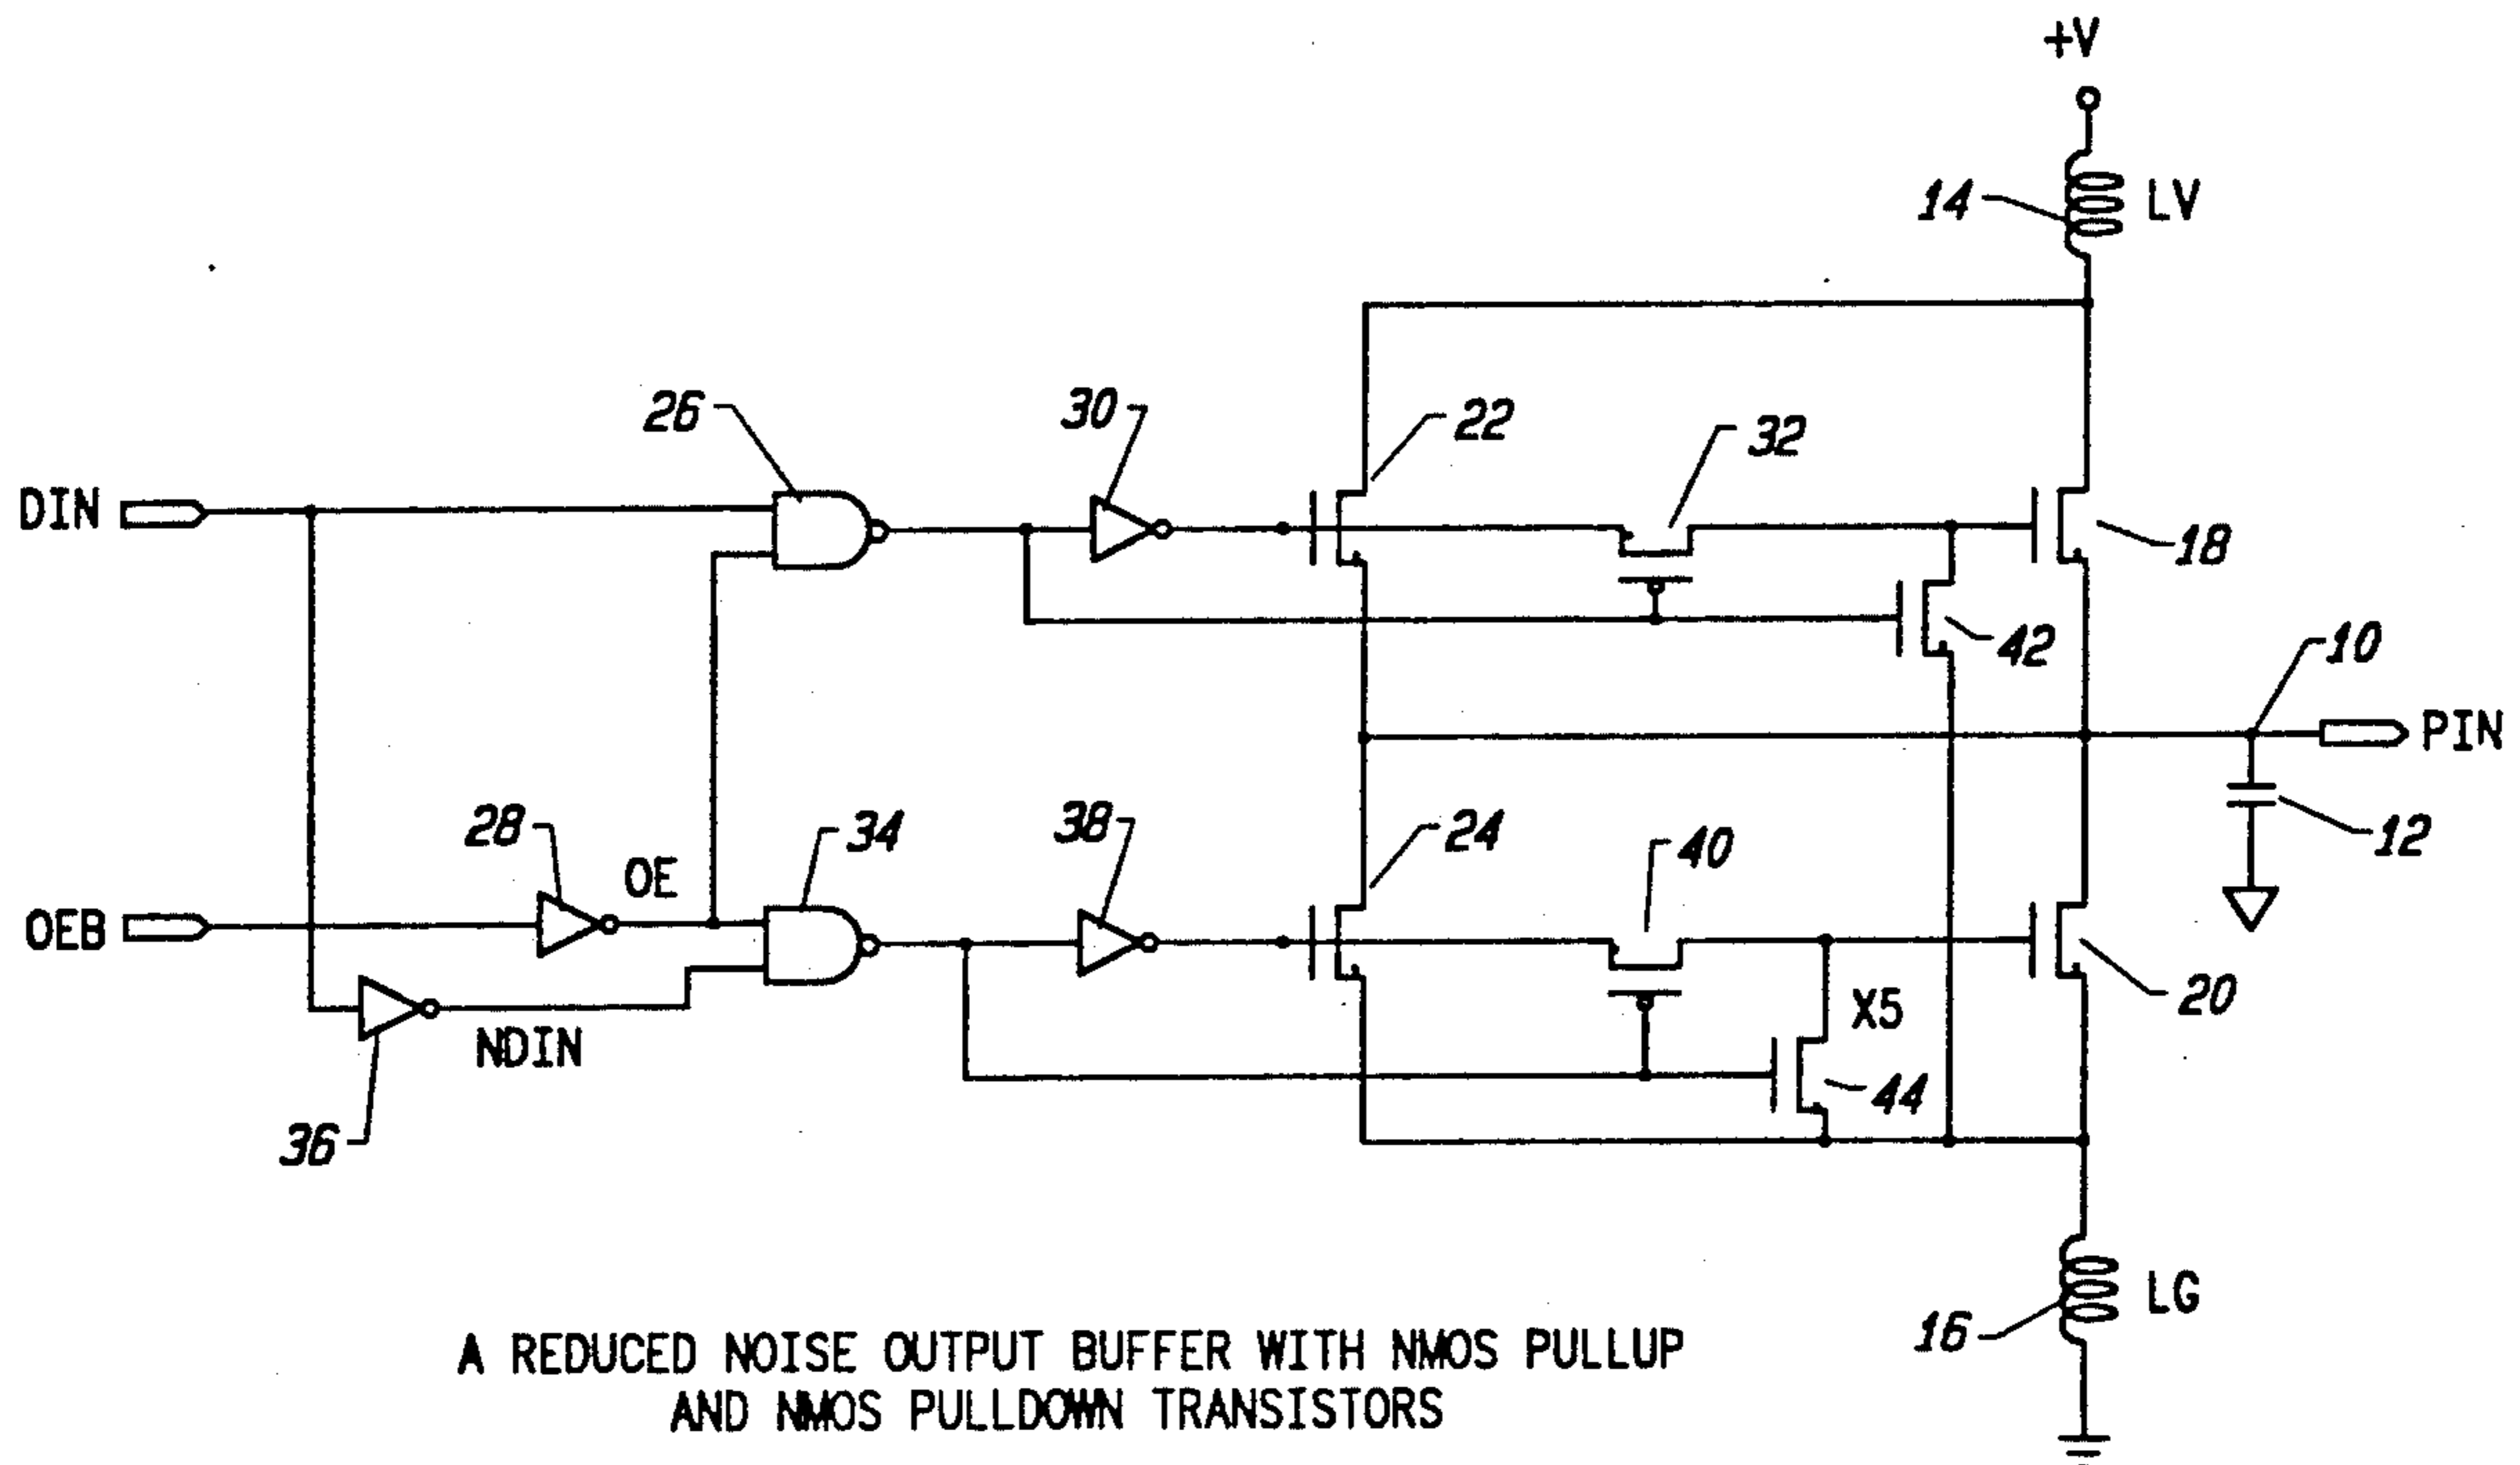 +V
14
LV
26
30
22
32
DIN
18
42
10
PIN
28
OE
34
38
24
40
12
OEB
20
X5
NDIN
44
36
16
LG
A REDUCED NOISE OUTPUT BUFFER WITH NMOS PULLUP
AND NMOS PULLDOWN TRANSISTORS